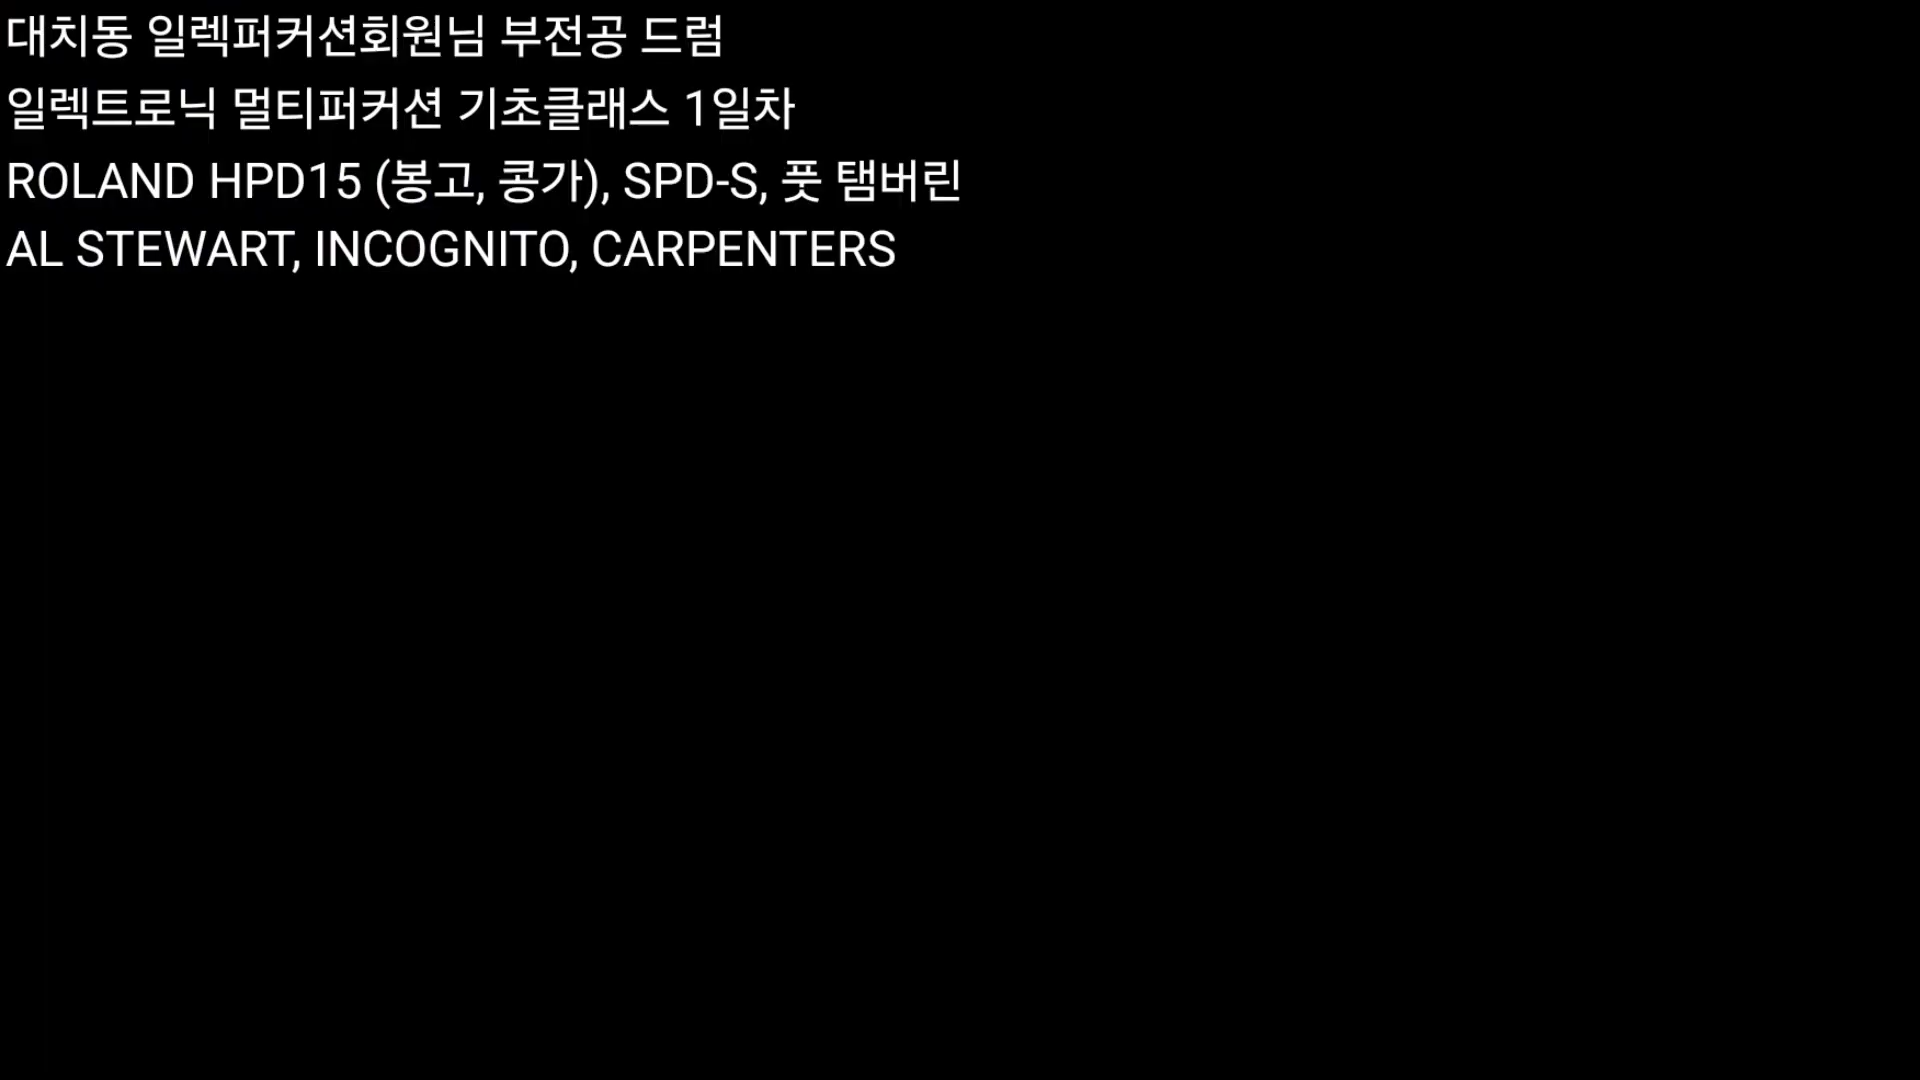 대치동 일렉퍼커션회원님 부전공 드럼
일렉트로닉 멀티퍼커션 기초클래스 1일차
ROLAND HPD15 (봉고, 콩가), SPD-S, 풋 탬버린
AL STEWART, INCOGNITO, CARPENTERS